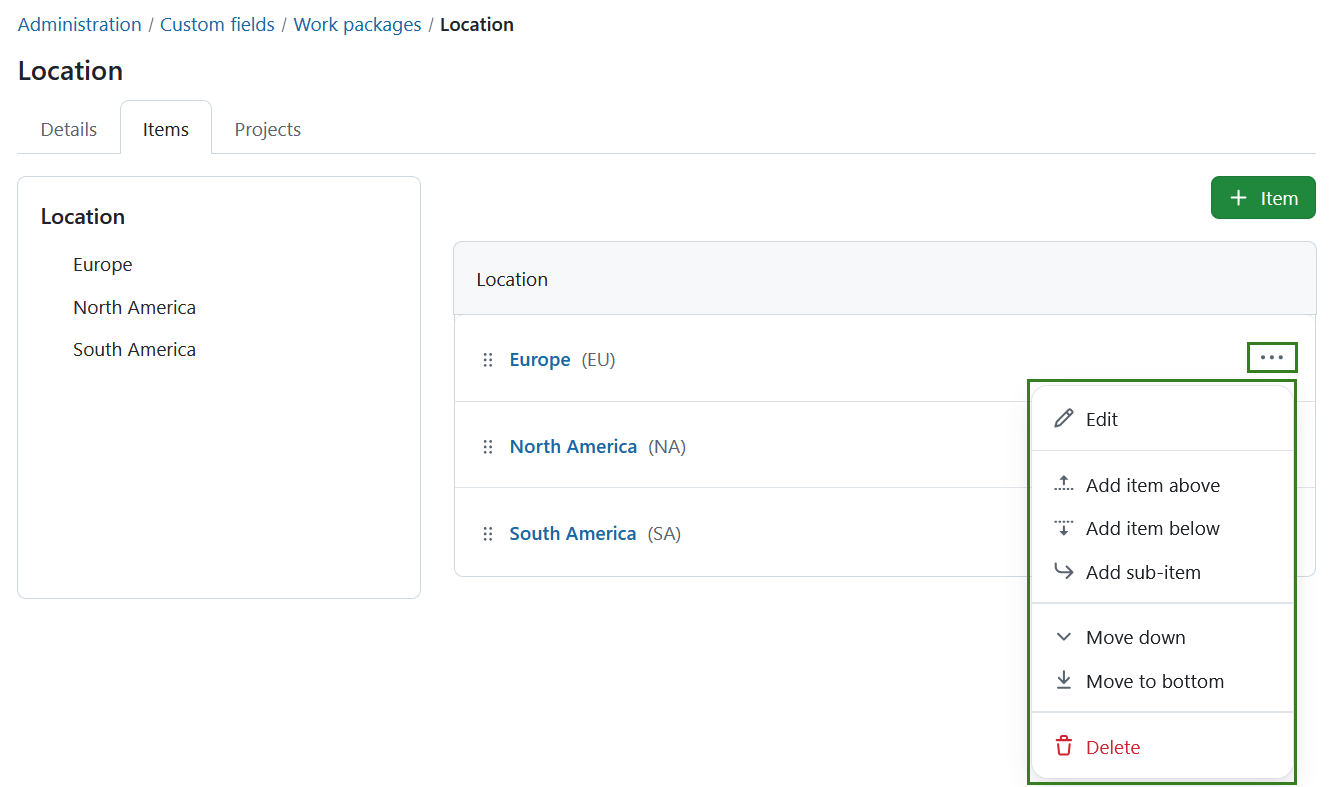 Administration / Custom fields / Work packages / Location
Location
Details Items Projects
Location
Europe
North America
South America
+ Item
Location
Europe (EU)
North America (NA)
South America (SA)
Edit
Add item above
Add item below
Add sub-item
Move down
Move to bottom
Delete